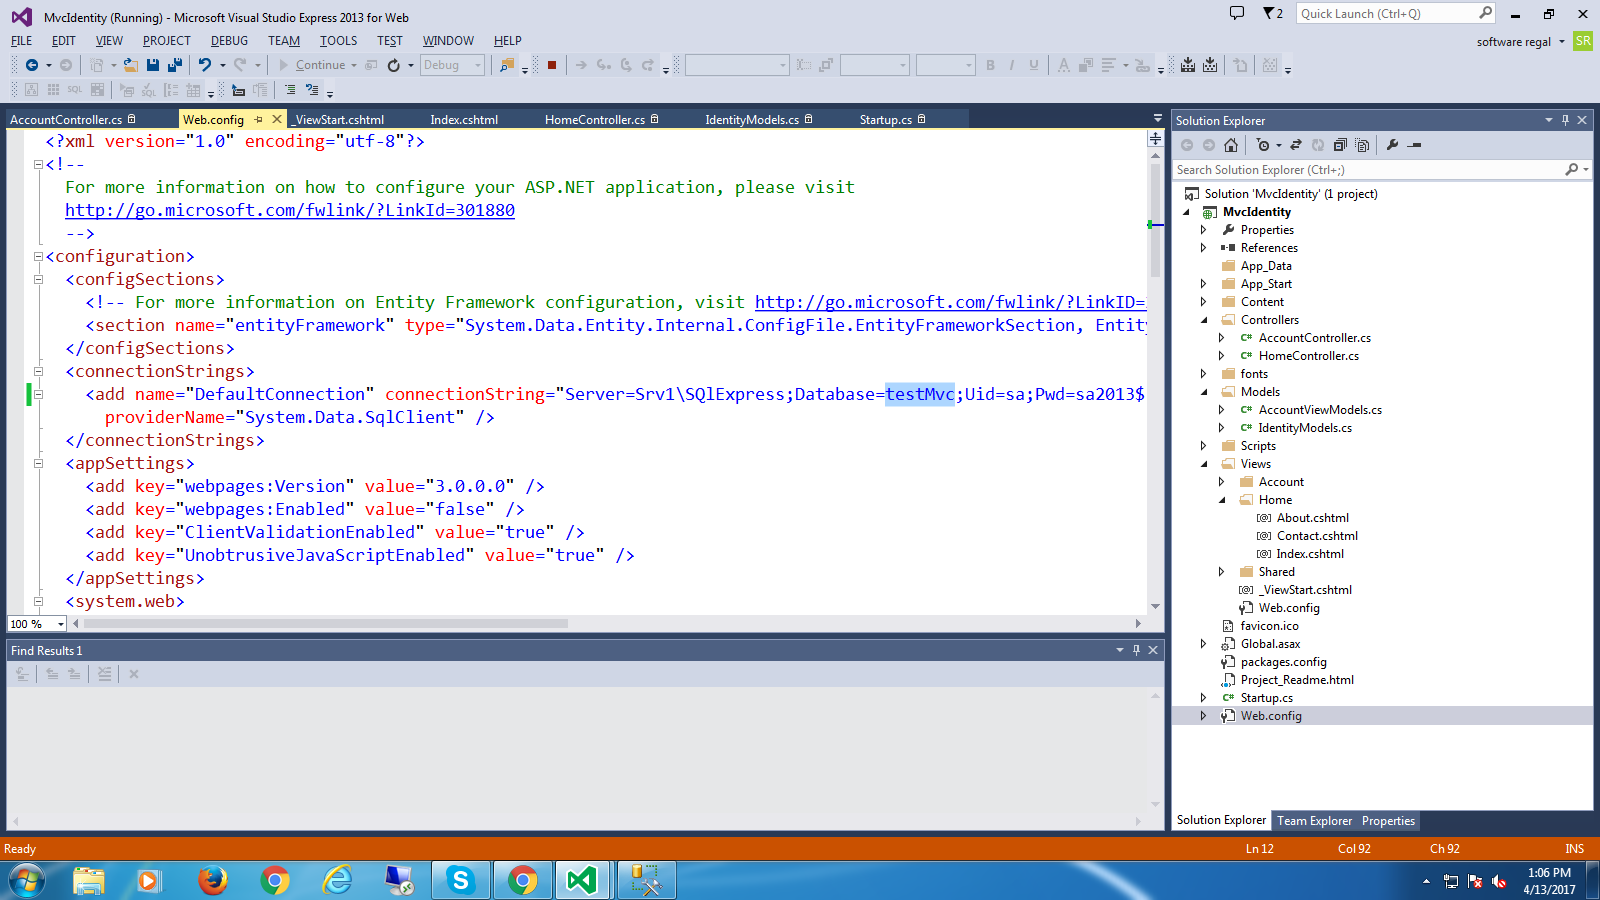 MvcIdentity (Running) - Microsoft Visual Studio Express 2013 for Web
2
Quick Launch (Ctrl+Q)
FILE EDIT VIEW PROJECT DEBUG TEAM TOOLS TEST WINDOW HELP
software regal SR
Continue Debug
AccountController.cs Web.config _ViewStart.cshtml Index.cshtml HomeController.cs IdentityModels.cs Startup.cs
<?xml version="1.0" encoding="utf-8"?>
<!--
For more information on how to configure your ASP.NET application, please visit
http://go.microsoft.com/fwlink/?LinkId=301880
-->
<configuration>
<configSections>
<!-- For more information on Entity Framework configuration, visit http://go.microsoft.com/fwlink/?LinkID=
<section name="entityFramework" type="System.Data.Entity.Internal.ConfigFile.EntityFrameworkSection, Entity
</configSections>
<connectionStrings>
<add name="DefaultConnection" connectionString="Server=Srv1\SQlExpress;Database=testMvc;Uid=sa;Pwd=sa2013$
providerName="System.Data.SqlClient" />
</connectionStrings>
<appSettings>
<add key="webpages:Version" value="3.0.0.0" />
<add key="webpages:Enabled" value="false" />
<add key="ClientValidationEnabled" value="true" />
<add key="UnobtrusiveJavaScriptEnabled" value="true" />
</appSettings>
<system.web>
100 %
Find Results 1
Solution Explorer
Search Solution Explorer (Ctrl+;)
Solution 'MvcIdentity' (1 project)
MvcIdentity
Properties
References
App_Data
App_Start
Content
Controllers
C# AccountController.cs
C# HomeController.cs
fonts
Models
C# AccountViewModels.cs
C# IdentityModels.cs
Scripts
Views
Account
Home
About.cshtml
Contact.cshtml
Index.cshtml
Shared
_ViewStart.cshtml
Web.config
favicon.ico
Global.asax
packages.config
Project_Readme.html
C# Startup.cs
Web.config
Solution Explorer Team Explorer Properties
Ready Ln 12 Col 92 Ch 92 INS
1:06 PM
4/13/2017